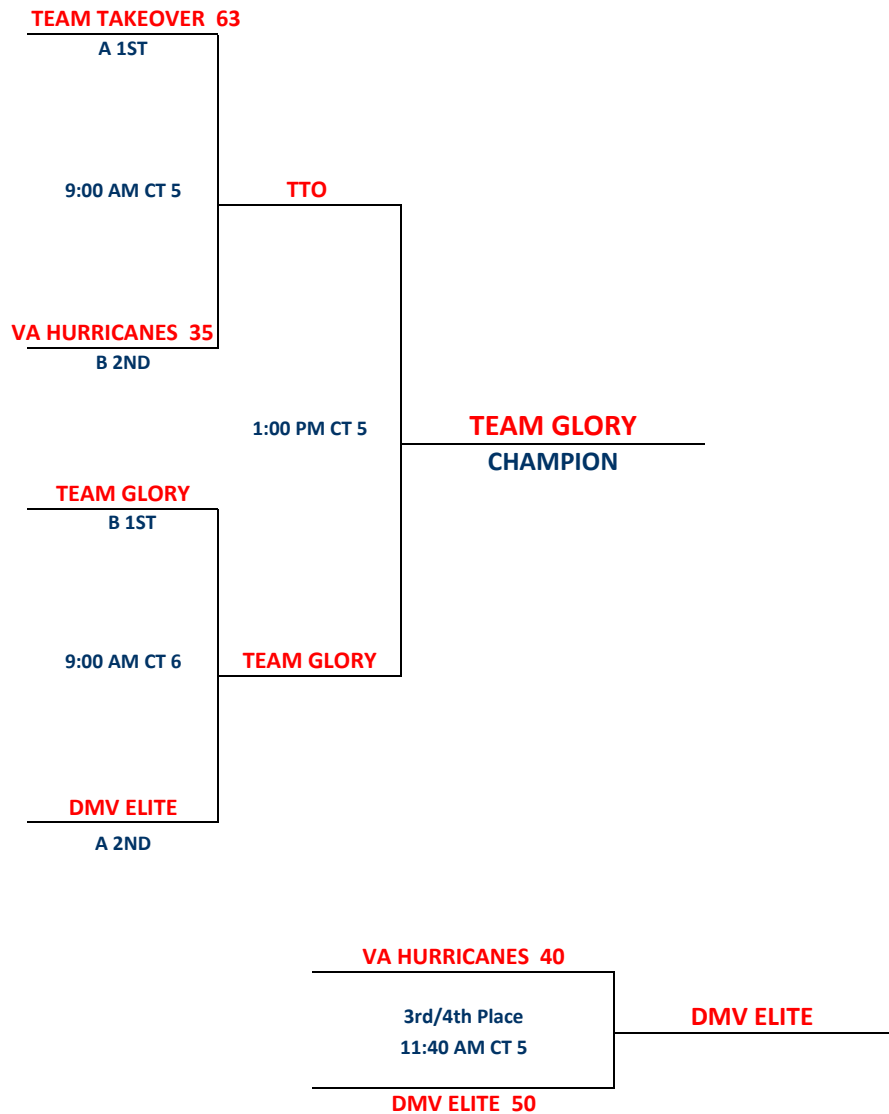 TEAM TAKEOVER 63
A 1ST
9:00 AM CT 5
TTO
VA HURRICANES 35
B 2ND
1:00 PM CT 5
TEAM GLORY
CHAMPION
TEAM GLORY
B 1ST
9:00 AM CT 6
TEAM GLORY
DMV ELITE
A 2ND
VA HURRICANES 40
3rd/4th Place
11:40 AM CT 5
DMV ELITE
DMV ELITE 50